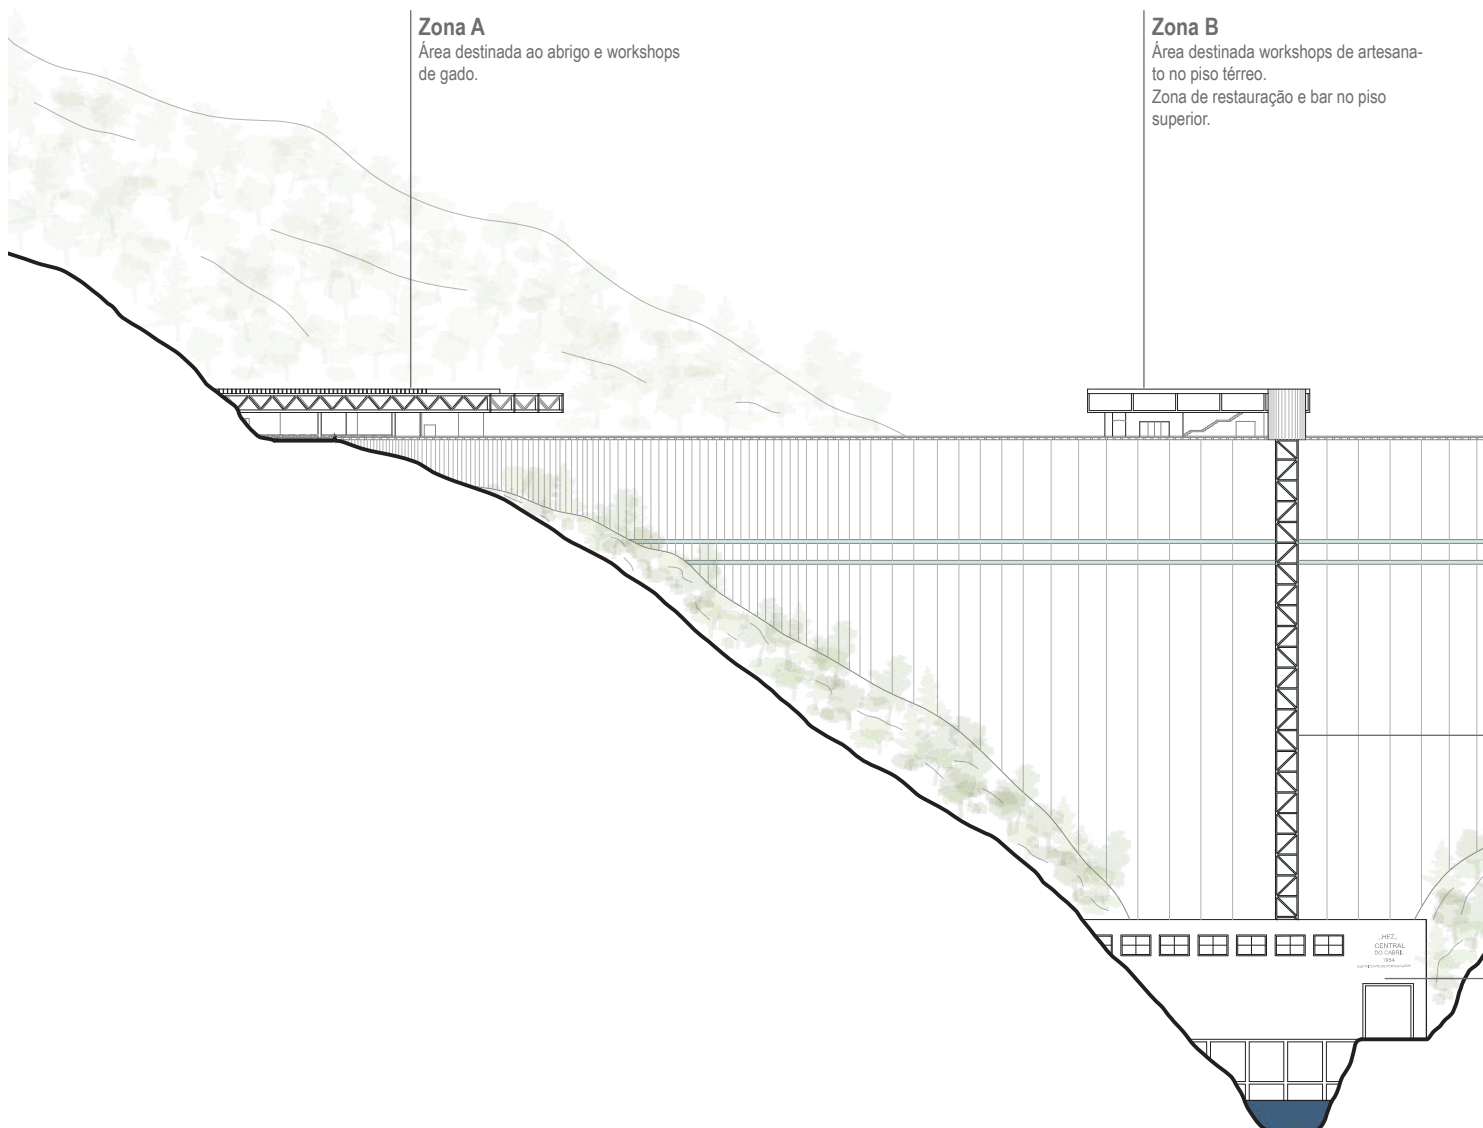 Zona A
Área destinada ao abrigo e workshops
de gado.
Zona B
Área destinada workshops de artesana-
to no piso térreo.
Zona de restauração e bar no piso
superior.
CENTRAL
DO CABRIL
1954